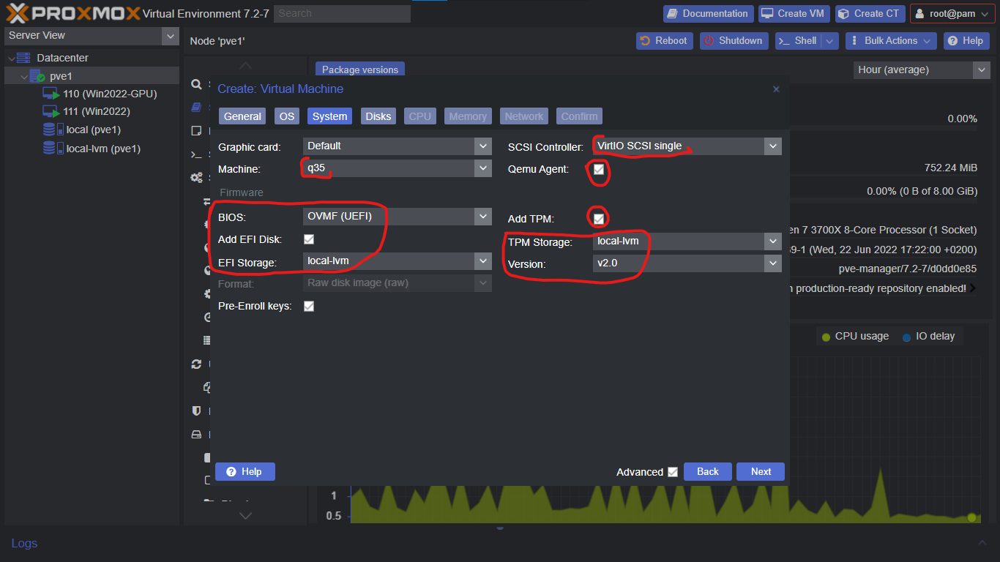 PROXMOX Virtual Environment 7.2-7 Search Documentation Create VM Create CT root@pam
Server View
Node 'pve1' Reboot Shutdown Shell Bulk Actions Help
Datacenter
pve1
110 (Win2022-GPU)
111 (Win2022)
local (pve1)
local-lvm (pve1)
Package versions Hour (average)
Create: Virtual Machine
General OS System Disks CPU Memory Network Confirm
Graphic card: Default
Machine: q35
Firmware
BIOS: OVMF (UEFI)
Add EFI Disk:
EFI Storage: local-lvm
Format: Raw disk image (raw)
Pre-Enroll keys:
SCSI Controller: VirtIO SCSI single
Qemu Agent:
Add TPM:
TPM Storage: local-lvm
Version: v2.0
Help Advanced Back Next
0.00%
752.24 MiB
0.00% (0 B of 8.00 GiB)
7 3700X 8-Core Processor (1 Socket)
(Wed, 22 Jun 2022 17:22:00 +0200)
pve-manager/7.2-7/d0dd0e85
production-ready repository enabled!
CPU usage IO delay
1
0.5
Logs